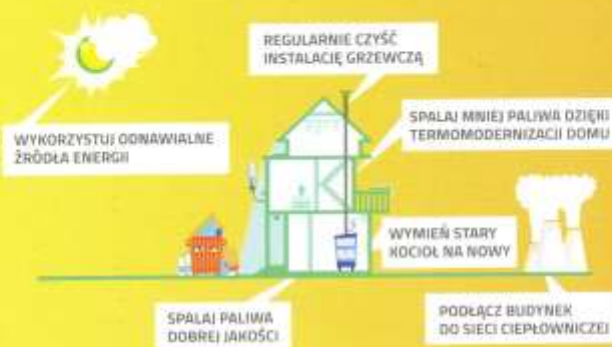 REGULARNIE CZYŚĆ
INSTALACJĘ GRZEWCZĄ
WYKORZYSTUJ ODNAWIALNE
ŹRÓDŁA ENERGII
SPALAJ MNIEJ PALIWA DZIĘKI
TERMOMODERNIZACJI DOMU
WYMIEŃ STARY
KOCIOŁ NA NOWY
SPALAJ PALIWA
DOBREJ JAKOŚCI
PODŁĄCZ BUDYNEK
DO SIECI CIEPŁOWNICZEJ